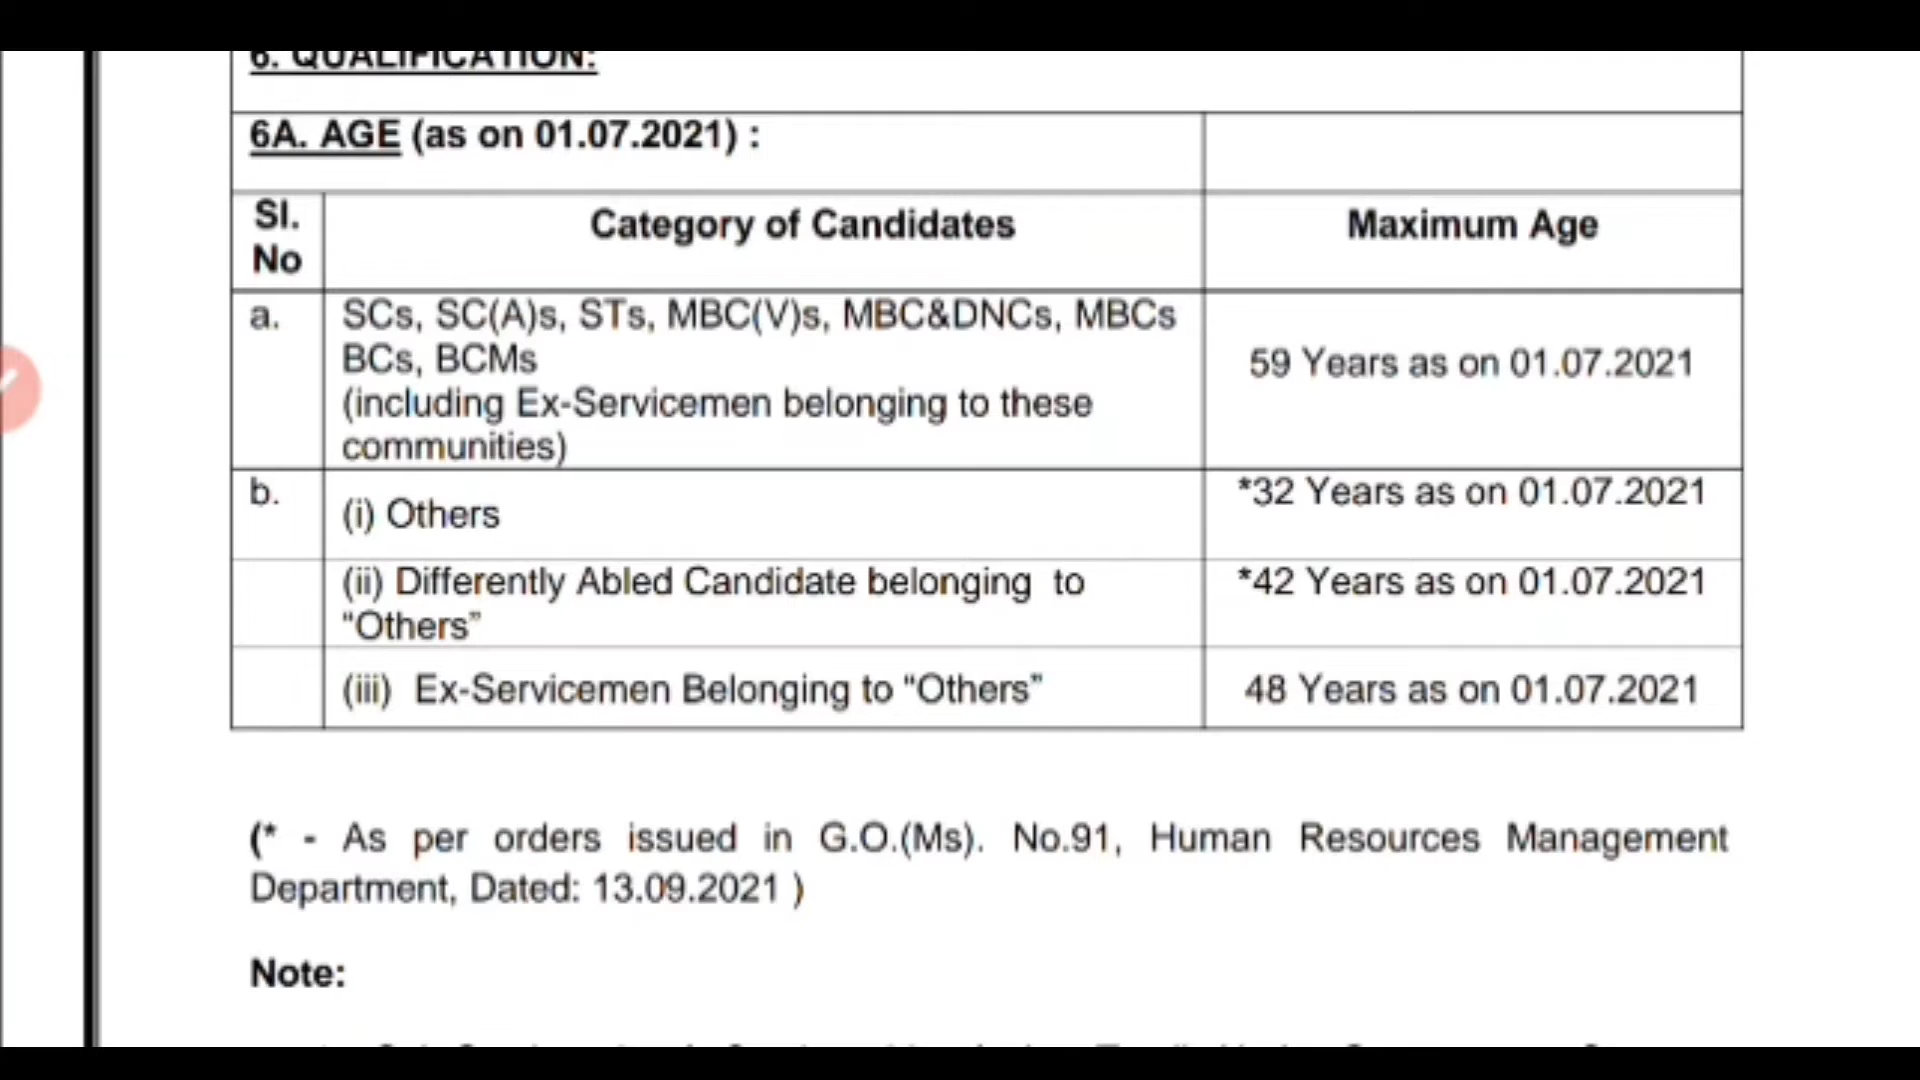 6. QUALIFICATION:
6A. AGE (as on 01.07.2021) :
Sl.
No
Category of Candidates
Maximum Age
a.
SCs, SC(A)s, STs, MBC(V)s, MBC&DNCs, MBCs
BCs, BCMs
(including Ex-Servicemen belonging to these
communities)
59 Years as on 01.07.2021
b.
(i) Others
*32 Years as on 01.07.2021
(ii) Differently Abled Candidate belonging to
“Others”
*42 Years as on 01.07.2021
(iii) Ex-Servicemen Belonging to “Others”
48 Years as on 01.07.2021
(* - As per orders issued in G.O.(Ms). No.91, Human Resources Management
Department, Dated: 13.09.2021 )
Note: